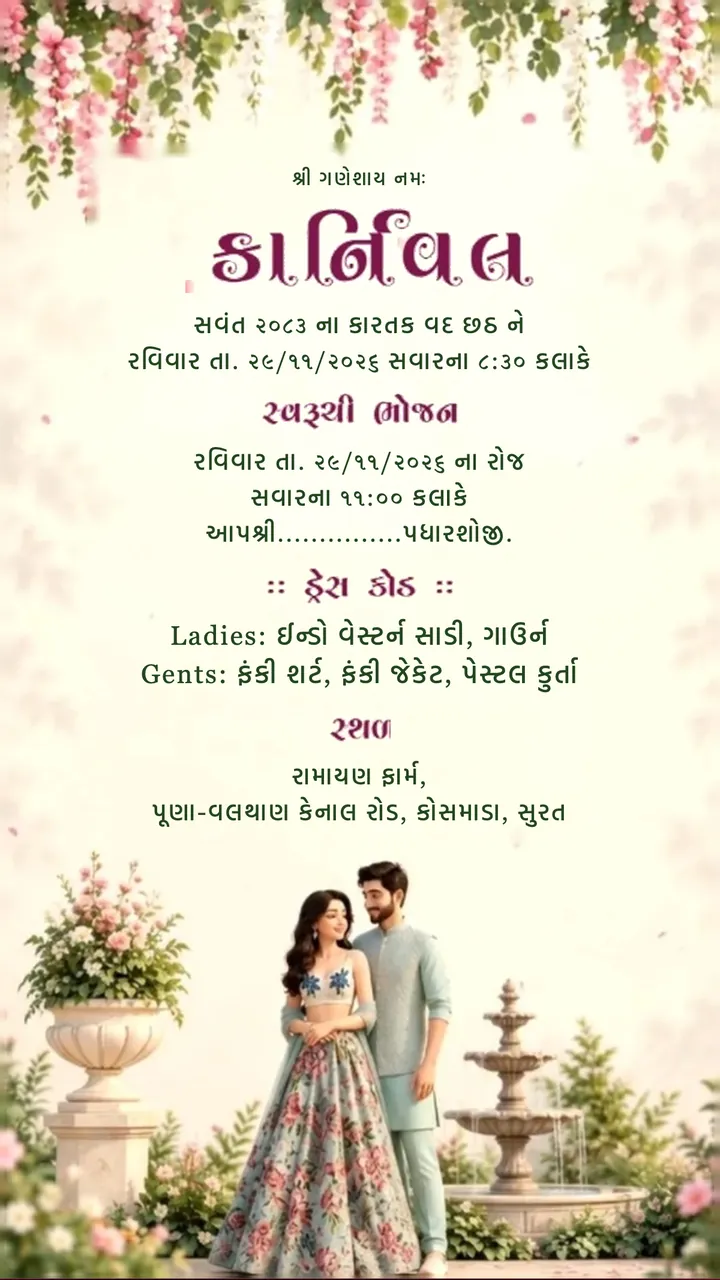 શ્રી ગણેશાય નમઃ
કાર્નિવલ
સવંત ૨૦૮૩ ના કારતક વદ છઠ ને
રવિવાર તા. ૨૯/૧૧/૨૦૨૬ સવારના ૮:૩૦ કલાકે
સ્વરૂચી ભોજન
રવિવાર તા. ૨૯/૧૧/૨૦૨૬ ના રોજ
સવારના ૧૧:૦૦ કલાકે
આપશ્રી...............પધારશોજી.
:: ડ્રેસ કોડ ::
Ladies: ઈન્ડો વેસ્ટર્ન સાડી, ગાઉર્ન
Gents: ફંકી શર્ટ, ફંકી જેકેટ, પેસ્ટલ કુર્તા
સ્થળ
રામાયણ ફાર્મ,
પૂણા-વલથાણ કેનાલ રોડ, કોસમાડા, સુરત